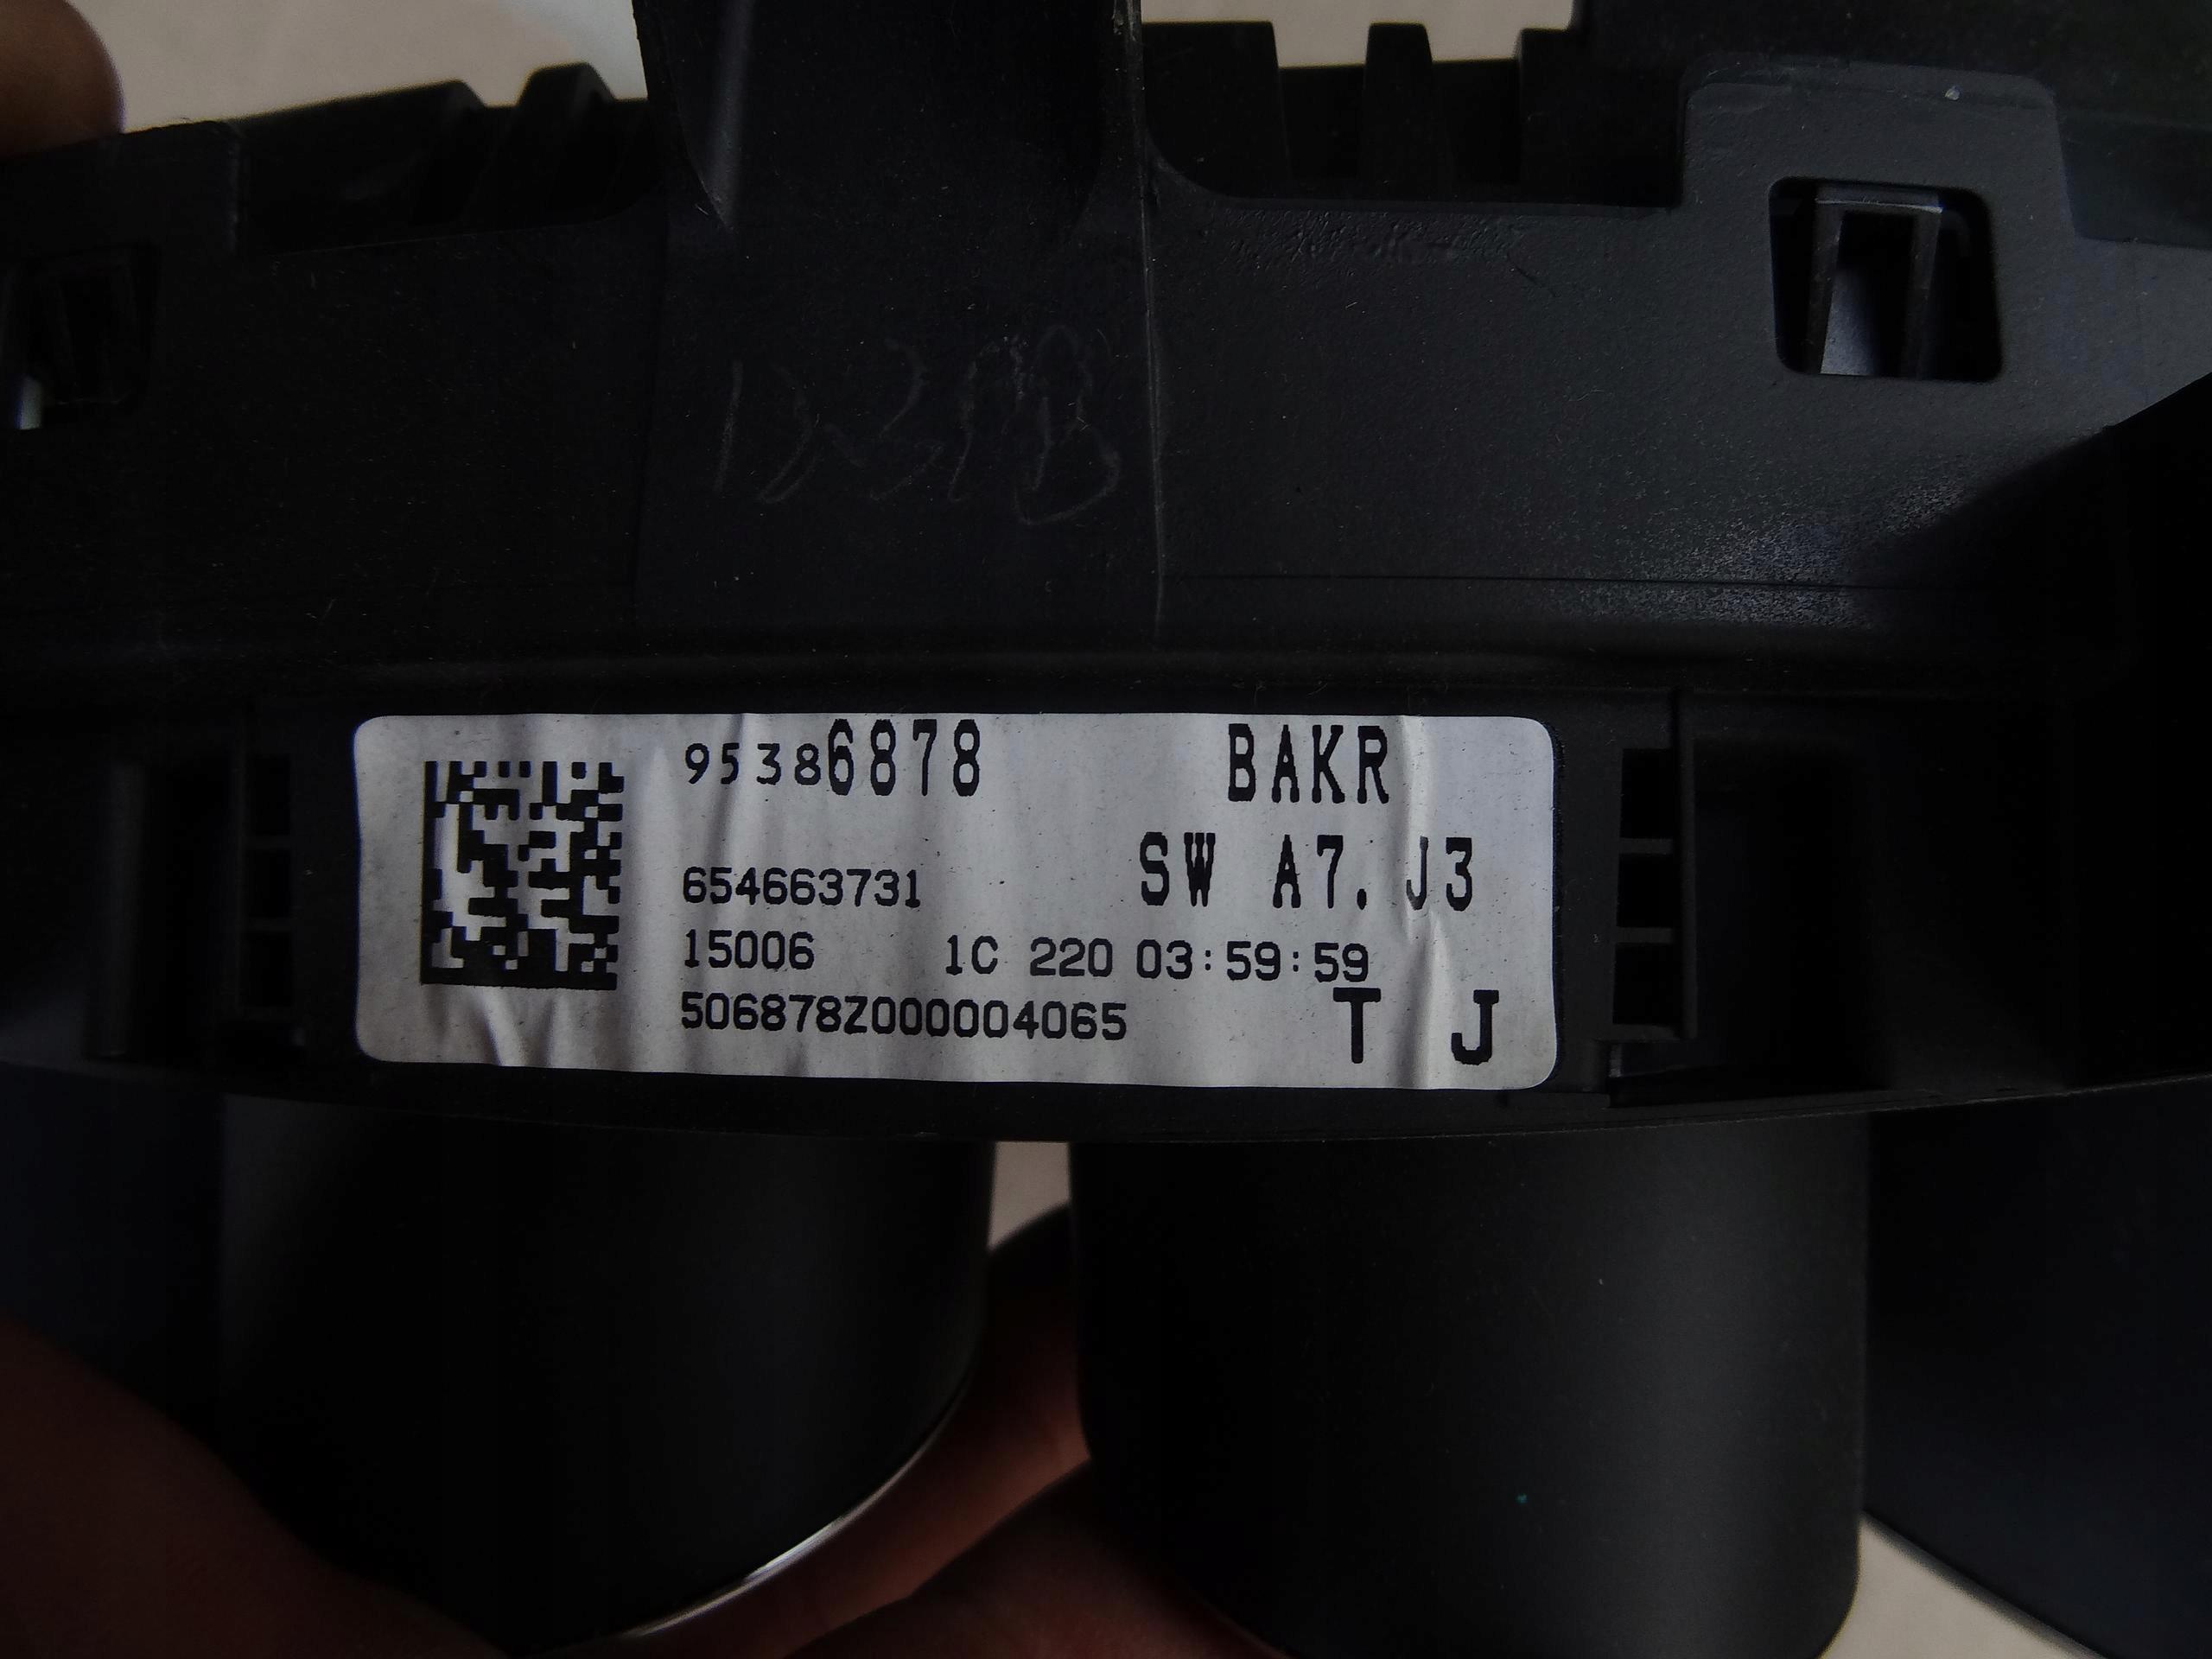 95386878 BAKR
654663731 SW A7.J3
15006 1C 220 03:59:59
506878Z000004065 T J